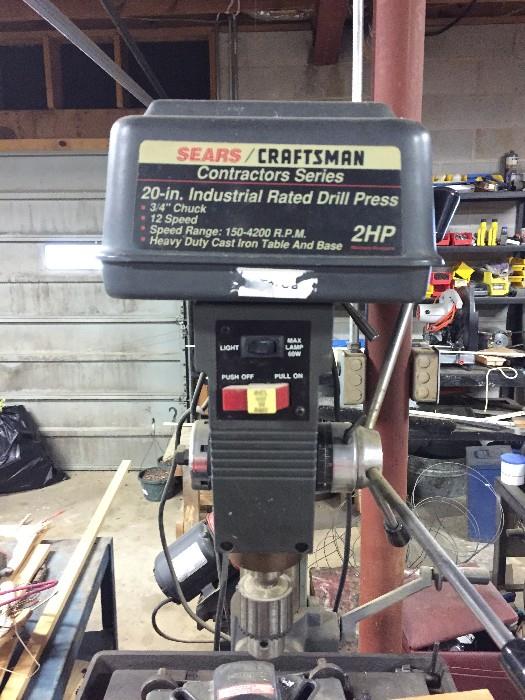 SEARS / CRAFTSMAN
Contractors Series
20-in. Industrial Rated Drill Press
• 3/4" Chuck
• 12 Speed
• Speed Range: 150-4200 R.P.M.
• Heavy Duty Cast Iron Table And Base
2HP
LIGHT
MAX
LAMP
60W
PUSH OFF PULL ON